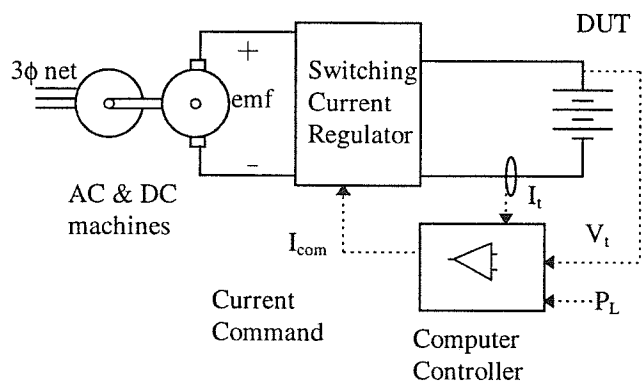 DUT
3ϕ net
+
emf
-
Switching
Current
Regulator
AC & DC
machines
I_t
I_com
V_t
P_L
Current
Command
Computer
Controller